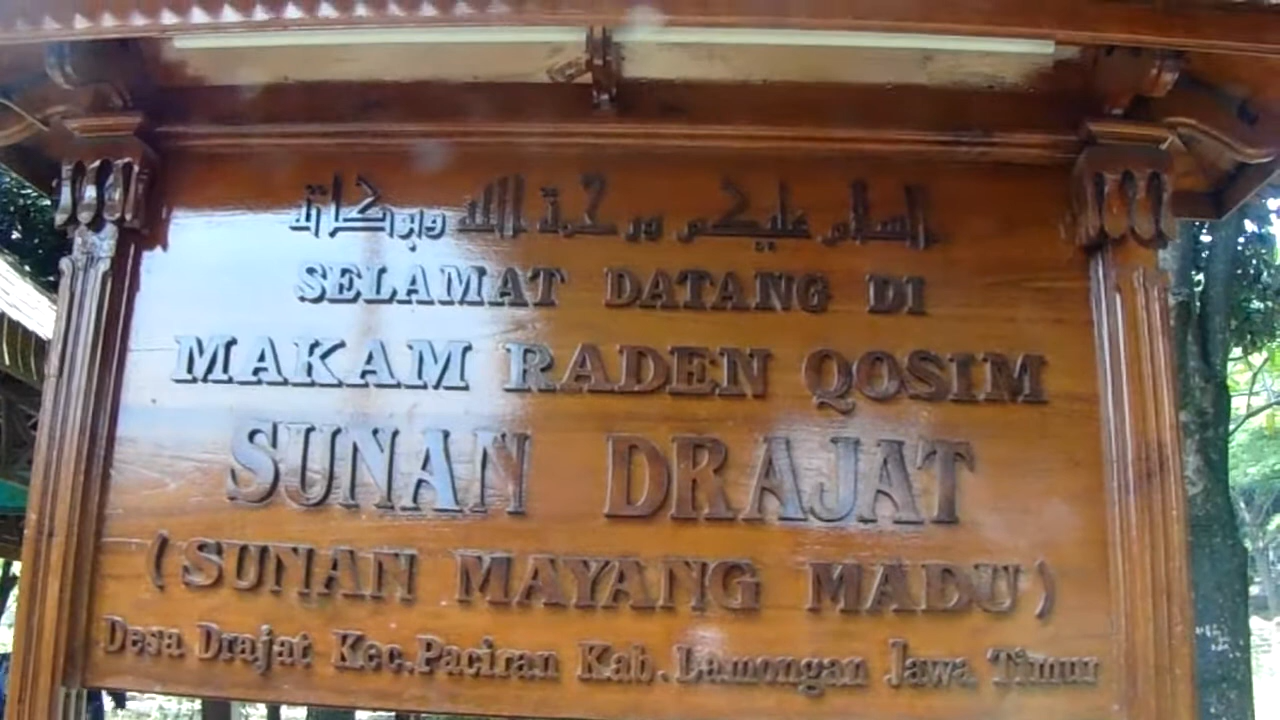 السلام عليكم ورحمة الله وبركاته
SELAMAT DATANG DI
MAKAM RADEN QOSIM
SUNAN DRAJAT
(SUNAN MAYANG MADU)
Desa Drajat Kec.Paciran Kab.Lamongan Jawa Timur